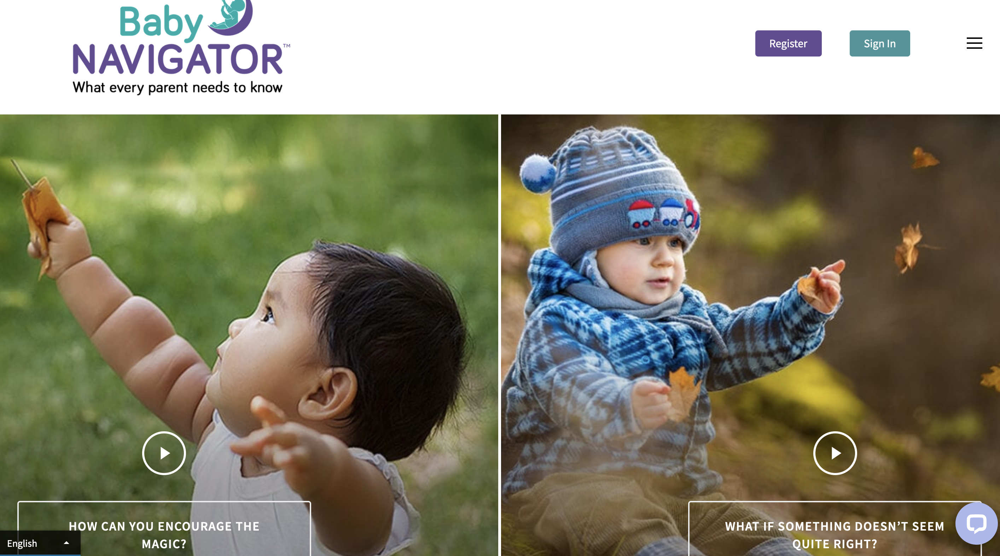 Baby
NAVIGATOR™
What every parent needs to know
Register
Sign In
HOW CAN YOU ENCOURAGE THE
MAGIC?
WHAT IF SOMETHING DOESN’T SEEM
QUITE RIGHT?
English